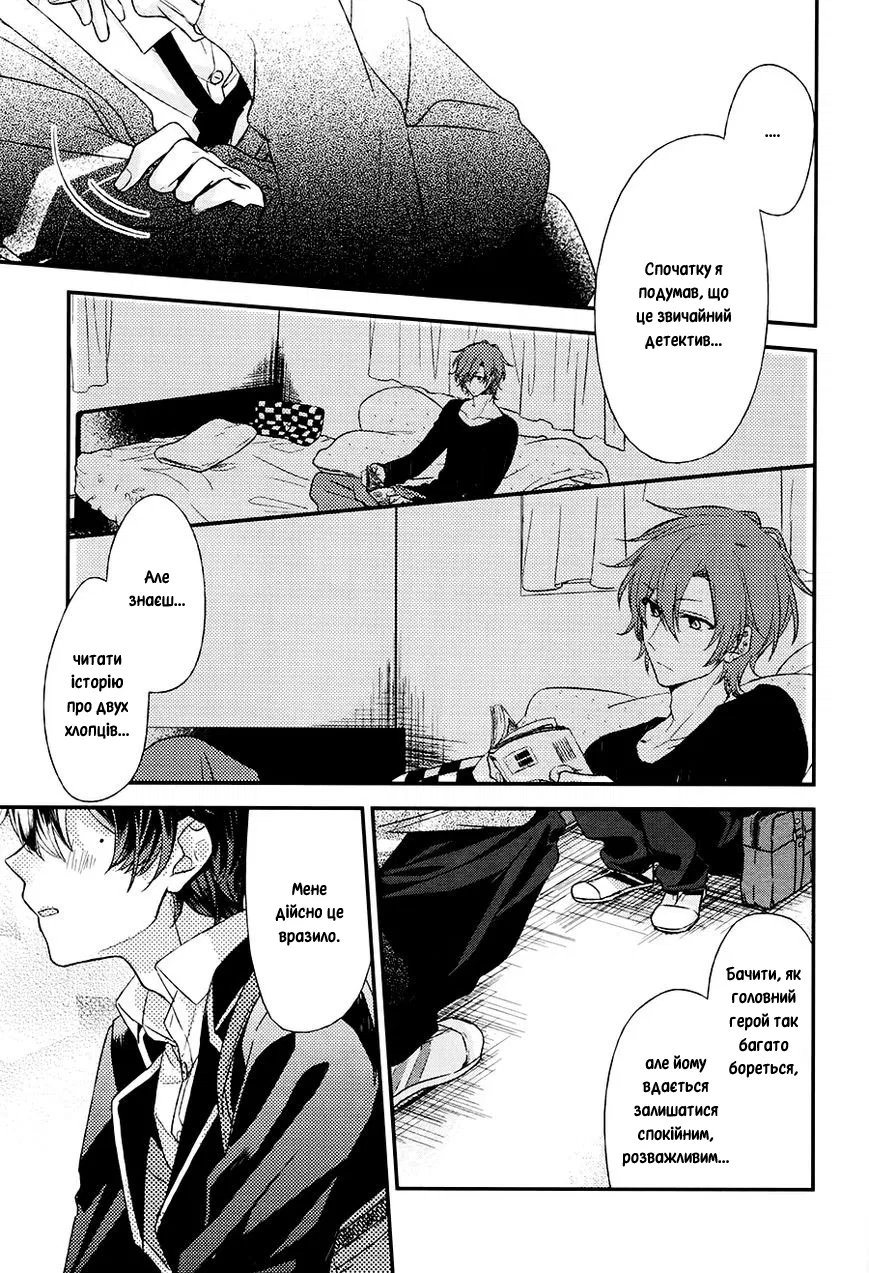 ....
Спочатку я
подумав, що
це звичайний
детектив...
Але
знаєш...
читати
історію
про двух
хлопців...
Бачити, як
головний
герой так
багато
бореться,
але йому
вдається
залишатися
спокійним,
розважливим...
Мене
дійсно це
вразило.